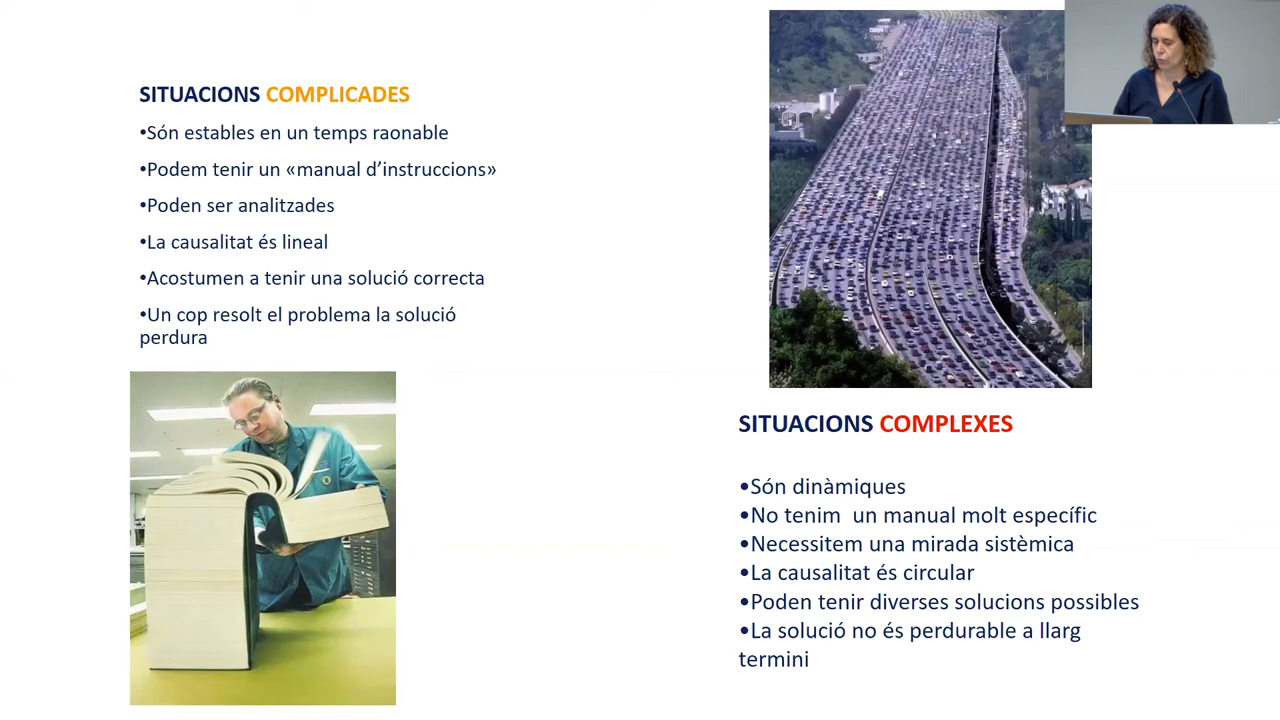 SITUACIONS COMPLICADES
•Són estables en un temps raonable
•Podem tenir un «manual d’instruccions»
•Poden ser analitzades
•La causalitat és lineal
•Acostumen a tenir una solució correcta
•Un cop resolt el problema la solució
perdura
SITUACIONS COMPLEXES
•Són dinàmiques
•No tenim  un manual molt específic
•Necessitem una mirada sistèmica
•La causalitat és circular
•Poden tenir diverses solucions possibles
•La solució no és perdurable a llarg
termini